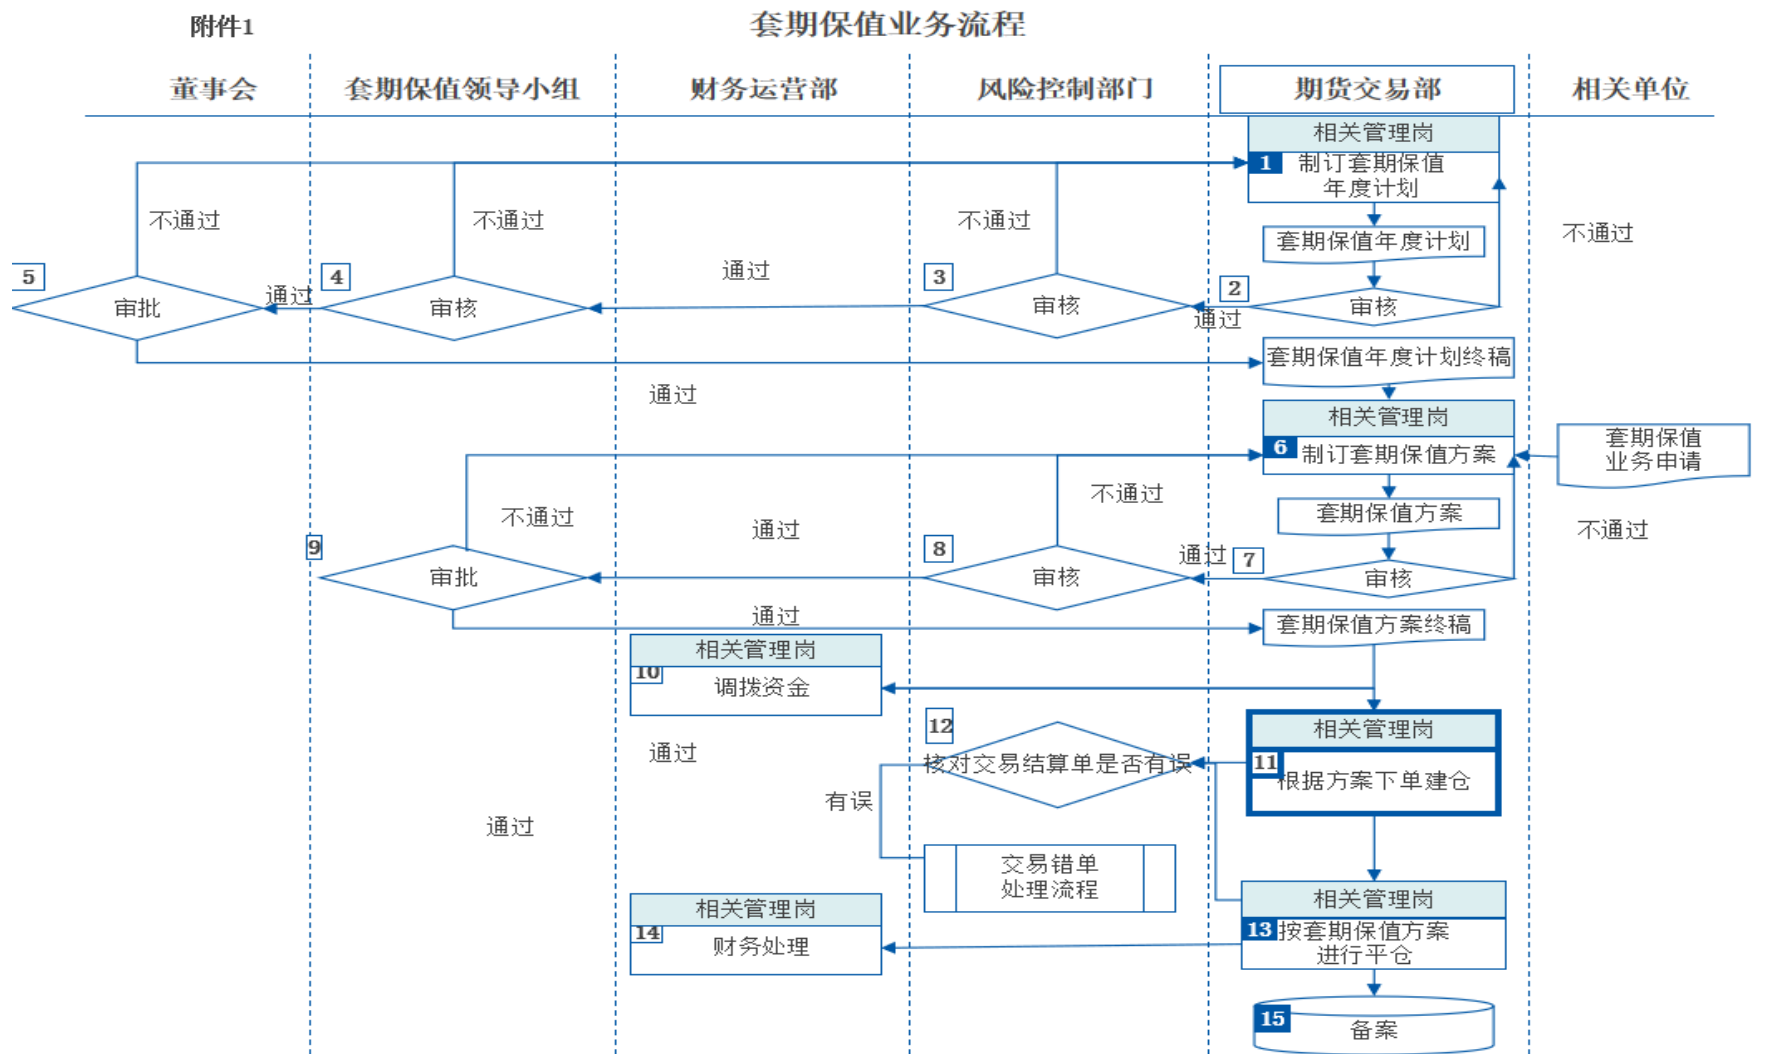 附件1
套期保值业务流程
董事会
套期保值领导小组
财务运营部
风险控制部门
期货交易部
相关单位
相关管理岗
1
制订套期保值
年度计划
不通过
不通过
不通过
不通过
套期保值年度计划
5
4
通过
3
2
通过
审批
审核
审核
审核
通过
套期保值年度计划终稿
通过
相关管理岗
6
制订套期保值方案
套期保值
业务申请
不通过
不通过
通过
套期保值方案
不通过
9
8
通过
7
审批
审核
审核
通过
套期保值方案终稿
相关管理岗
10
调拨资金
12
相关管理岗
通过
核对交易结算单是否有误
11
根据方案下单建仓
有误
通过
交易错单
处理流程
相关管理岗
相关管理岗
14
财务处理
13
按套期保值方案
进行平仓
15
备案